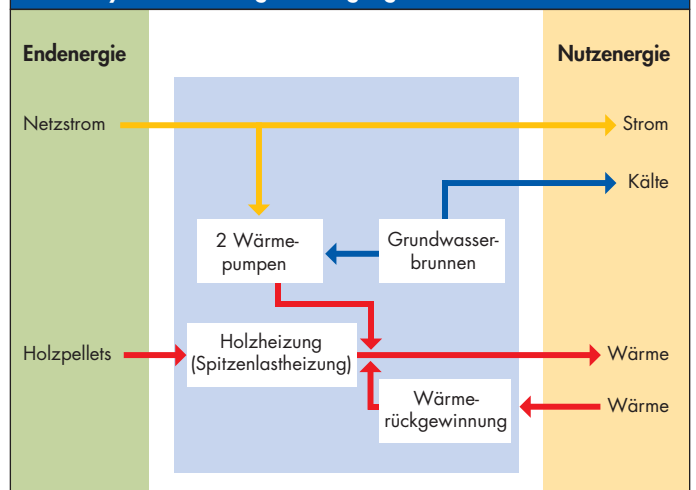 Endenergie
Nutzenergie
Netzstrom
Strom
Kälte
2 Wärme-
pumpen
Grundwasser-
brunnen
Holzpellets
Holzheizung
(Spitzenlastheizung)
Wärme
Wärme-
rückgewinnung
Wärme